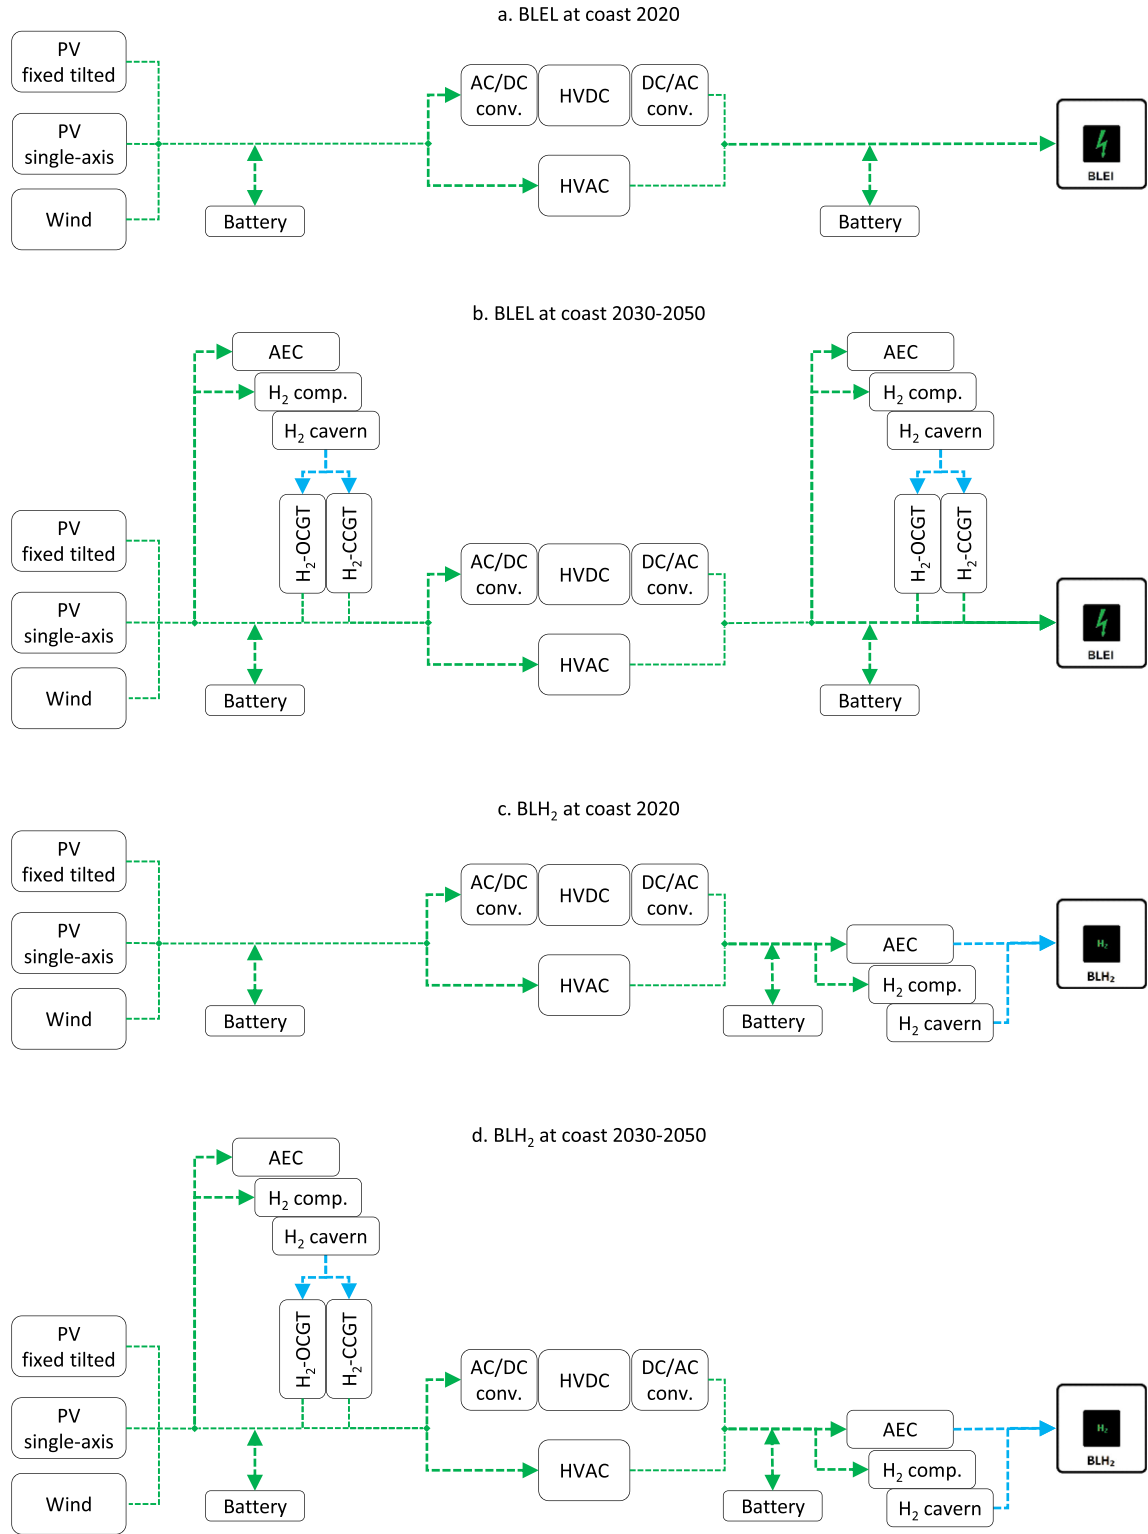 a. BLEL at coast 2020
PV
fixed tilted
PV
single-axis
Wind
Battery
AC/DC
conv.
HVDC
DC/AC
conv.
HVAC
Battery
BLEl
b. BLEL at coast 2030-2050
AEC
H₂ comp.
H₂ cavern
H₂-OCGT
H₂-CCGT
PV
fixed tilted
PV
single-axis
Wind
Battery
AC/DC
conv.
HVDC
DC/AC
conv.
HVAC
AEC
H₂ comp.
H₂ cavern
H₂-OCGT
H₂-CCGT
Battery
BLEl
c. BLH₂ at coast 2020
PV
fixed tilted
PV
single-axis
Wind
Battery
AC/DC
conv.
HVDC
DC/AC
conv.
HVAC
Battery
AEC
H₂ comp.
H₂ cavern
H₂
BLH₂
d. BLH₂ at coast 2030-2050
AEC
H₂ comp.
H₂ cavern
H₂-OCGT
H₂-CCGT
PV
fixed tilted
PV
single-axis
Wind
Battery
AC/DC
conv.
HVDC
DC/AC
conv.
HVAC
Battery
AEC
H₂ comp.
H₂ cavern
H₂
BLH₂